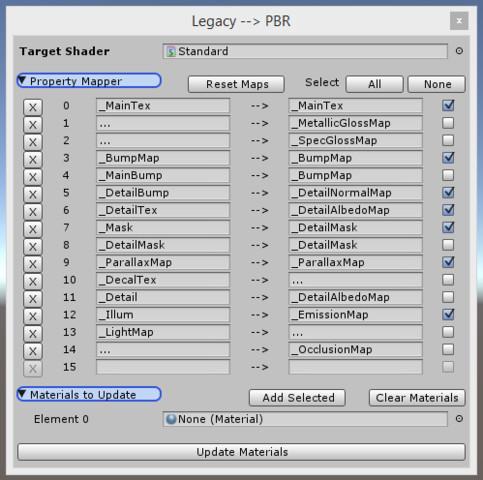 Legacy --> PBR x
Target Shader Standard
Property Mapper Reset Maps Select All None
X 0 _MainTex --> _MainTex
X 1 ... --> _MetallicGlossMap
X 2 ... --> _SpecGlossMap
X 3 _BumpMap --> _BumpMap
X 4 _MainBump --> _BumpMap
X 5 _DetailBump --> _DetailNormalMap
X 6 _DetailTex --> _DetailAlbedoMap
X 7 _Mask --> _DetailMask
X 8 _DetailMask --> _DetailMask
X 9 _ParallaxMap --> _ParallaxMap
X 10 _DecalTex --> ...
X 11 _Detail --> _DetailAlbedoMap
X 12 _Illum --> _EmissionMap
X 13 _LightMap --> ...
X 14 ... --> _OcclusionMap
X 15 -->
Materials to Update Add Selected Clear Materials
Element 0 None (Material)
Update Materials